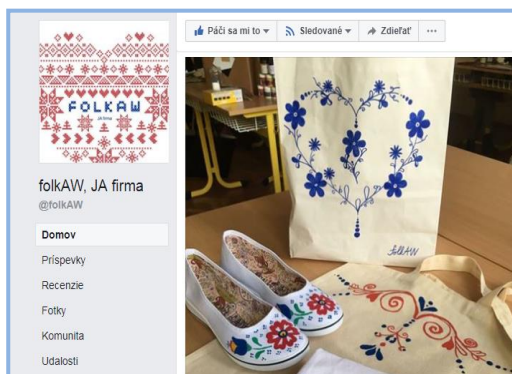 Páči sa mi to
Sledované
Zdieľať
...
FOLKAW
JA firma
folkAW, JA firma
@folkAW
Domov
Príspevky
Recenzie
Fotky
Komunita
Udalosti
folkAW